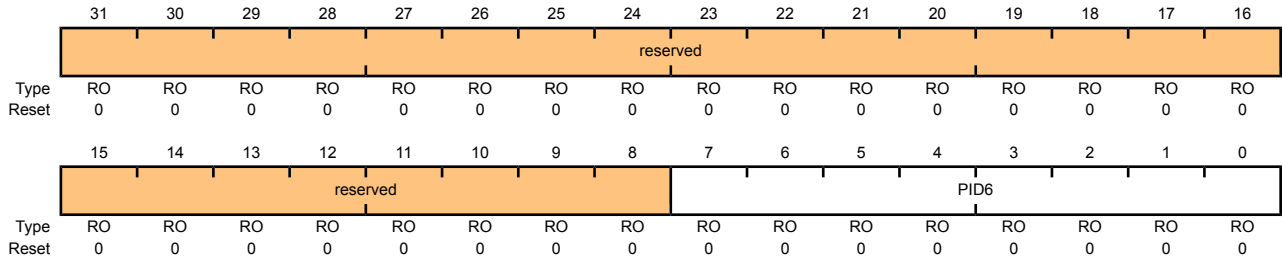 31 30 29 28 27 26 25 24 23 22 21 20 19 18 17 16
reserved
Type RO RO RO RO RO RO RO RO RO RO RO RO RO RO RO RO
Reset 0 0 0 0 0 0 0 0 0 0 0 0 0 0 0 0
15 14 13 12 11 10 9 8 7 6 5 4 3 2 1 0
reserved PID6
Type RO RO RO RO RO RO RO RO RO RO RO RO RO RO RO RO
Reset 0 0 0 0 0 0 0 0 0 0 0 0 0 0 0 0